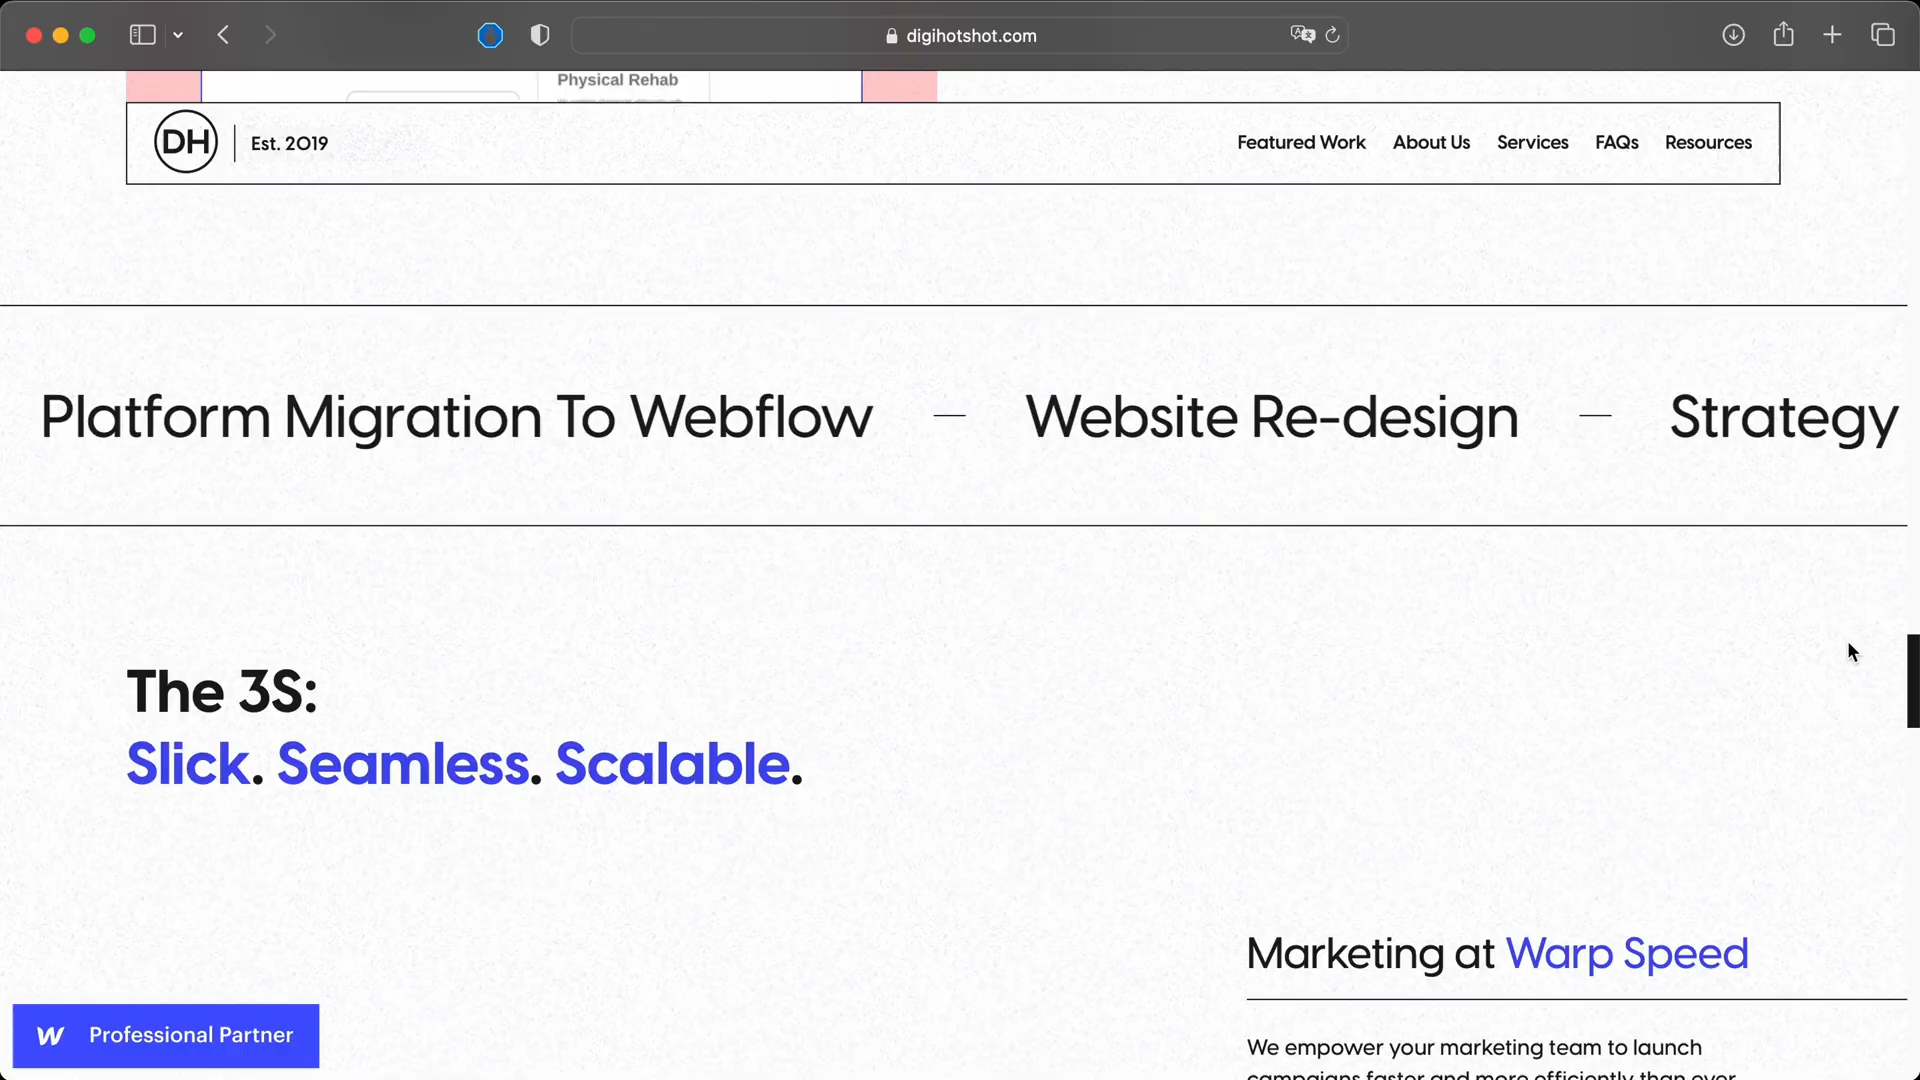 digihotshot.com
Physical Rehab
DH
Est. 2019
Featured Work
About Us
Services
FAQs
Resources
Platform Migration To Webflow — Website Re-design — Strategy
The 3S:
Slick. Seamless. Scalable.
Marketing at Warp Speed
We empower your marketing team to launch
campaigns faster and more efficiently than ever
W Professional Partner